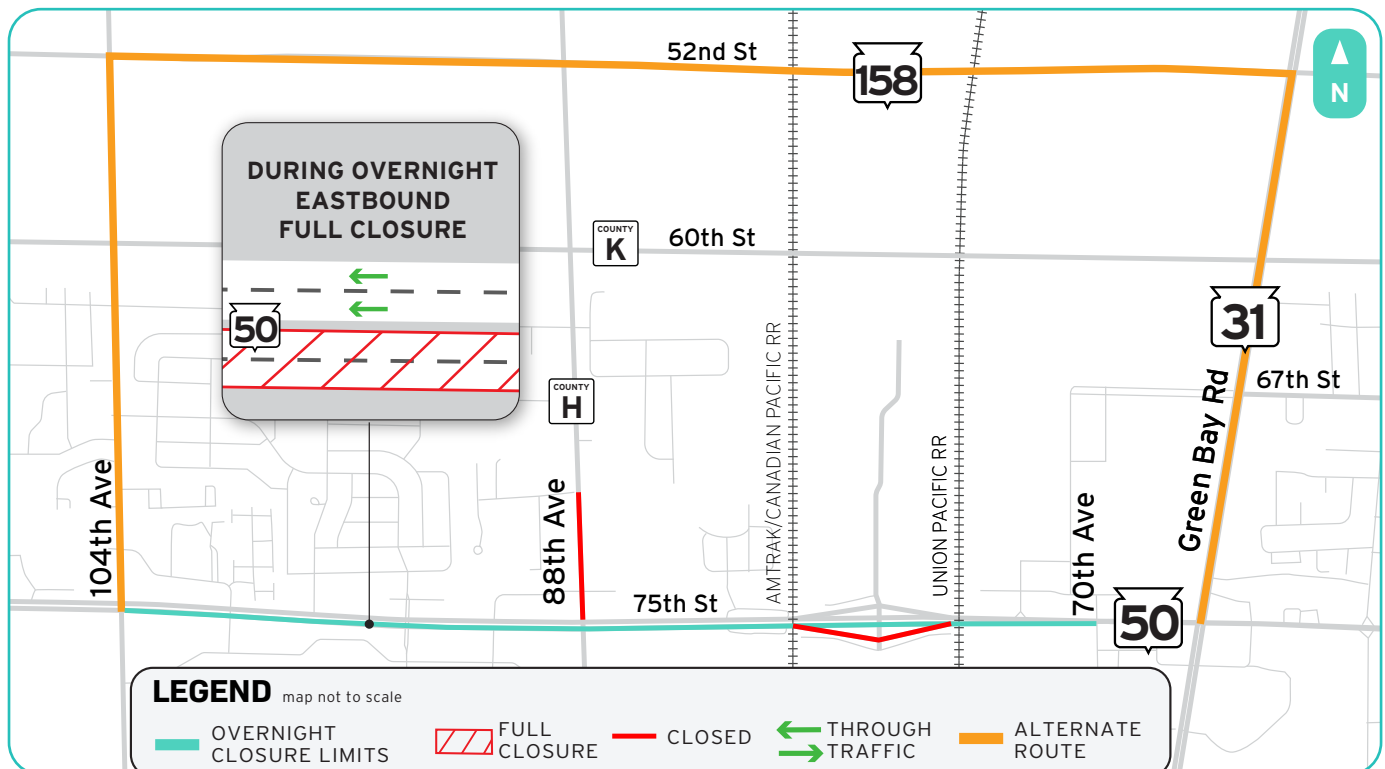 52nd St
158
N
DURING OVERNIGHT
EASTBOUND
FULL CLOSURE
COUNTY
K
60th St
50
31
67th St
COUNTY
H
AMTRAK/CANADIAN PACIFIC RR
UNION PACIFIC RR
Green Bay Rd
104th Ave
88th Ave
75th St
70th Ave
50
LEGEND map not to scale
OVERNIGHT
CLOSURE LIMITS
FULL
CLOSURE
CLOSED
THROUGH
TRAFFIC
ALTERNATE
ROUTE